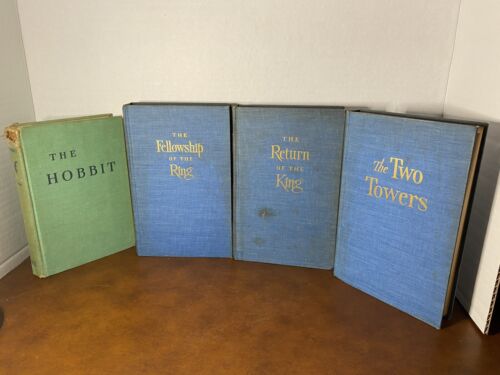 THE
HOBBIT
THE
Fellowship
OF THE
Ring
THE
Return
OF THE
King
The Two
Towers